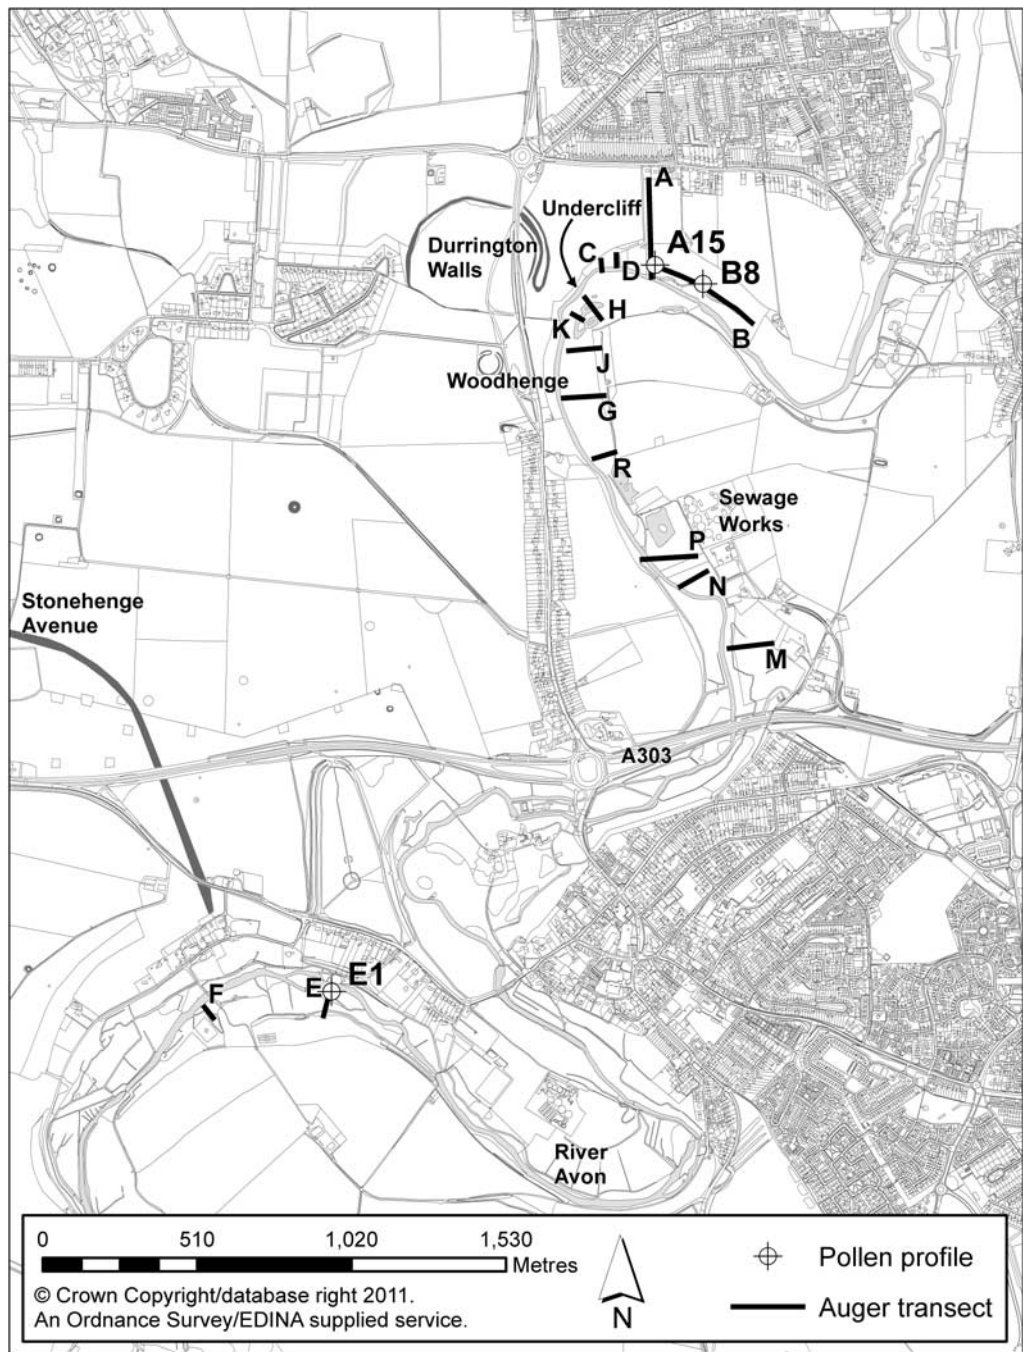 A
Undercliff
A15
Durrington
Walls
C
D
B8
H
K
B
J
Woodhenge
G
R
Sewage
Works
P
N
Stonehenge
Avenue
M
A303
E1
E
F
River
Avon
0 510 1,020 1,530
Metres
© Crown Copyright/database right 2011.
An Ordnance Survey/EDINA supplied service.
N
Pollen profile
Auger transect